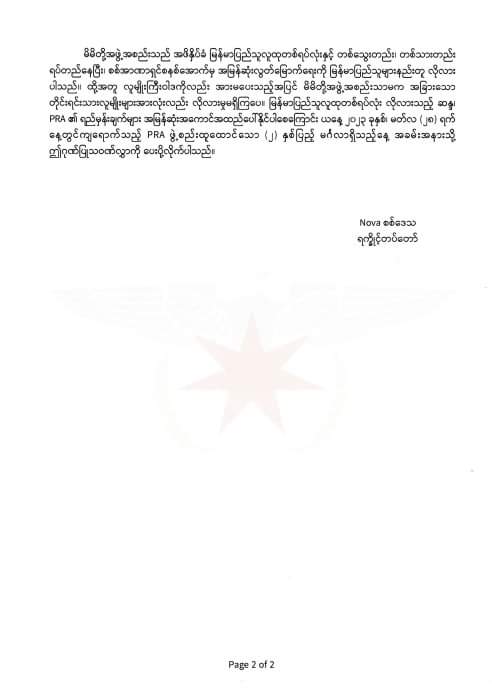 မိမိတို့အဖွဲ့အစည်းသည် အဖိနှိပ်ခံ မြန်မာပြည်သူလူထုတစ်ရပ်လုံးနှင့် တစ်သွေးတည်း၊ တစ်သားတည်း
ရပ်တည်နေပြီး၊ စစ်အာဏာရှင်စနစ်အောက်မှ အမြန်ဆုံးလွတ်မြောက်ရေးကို မြန်မာပြည်သူများနည်းတူ လိုလား
ပါသည်။ ထို့အတူ လူမျိုးကြီးဝါဒကိုလည်း အားမပေးသည့်အပြင် မိမိတို့အဖွဲ့အစည်းသာမက အခြားသော
တိုင်းရင်းသားလူမျိုးများအားလုံးလည်း လိုလားမှုမရှိကြပေ။ မြန်မာပြည်သူလူထုတစ်ရပ်လုံး လိုလားသည့် ဆန္ဒ၊
PRA ၏ ရည်မှန်းချက်များ အမြန်ဆုံးအကောင်အထည်ပေါ်နိုင်ပါစေကြောင်း ယနေ့ ၂၀၂၃ ခုနှစ်၊ မတ်လ (၂၈) ရက်
နေ့တွင်ကျရောက်သည့် PRA ဖွဲ့စည်းထူထောင်သော (၂) နှစ်ပြည့် မင်္ဂလာရှိသည့်နေ့ အခမ်းအနားသို့
ဤဂုဏ်ပြုသဝဏ်လွှာကို ပေးပို့လိုက်ပါသည်။
Nova စစ်ဒေသ
ရက္ခိုင့်တပ်တော်
Page 2 of 2